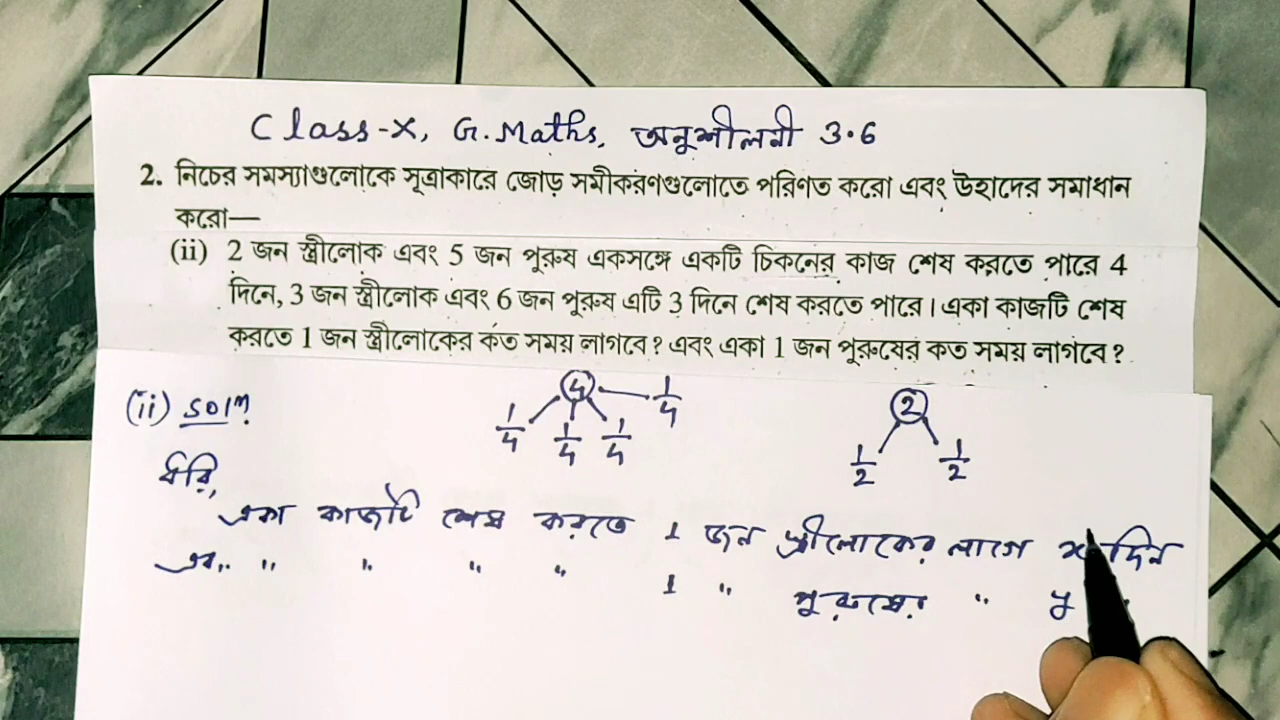 Class-X, G. Maths, অনুশীলনী 3.6
2. নিচের সমস্যাগুলোকে সূত্রাকারে জোড় সমীকরণগুলোতে পরিণত করো এবং উহাদের সমাধান
করো—
(ii) 2 জন স্ত্রীলোক এবং 5 জন পুরুষ একসঙ্গে একটি চিকনের কাজ শেষ করতে পারে 4
দিনে, 3 জন স্ত্রীলোক এবং 6 জন পুরুষ এটি 3 দিনে শেষ করতে পারে। একা কাজটি শেষ
করতে 1 জন স্ত্রীলোকের কত সময় লাগবে? এবং একা 1 জন পুরুষের কত সময় লাগবে?
(ii) Solⁿ 4 1/4 2
1/4 1/4 1/4 1/2 1/2
ধরি,
একা কাজটি শেষ করতে 1 জন স্ত্রীলোকের লাগে x দিন
এবং " " " " 1 " পুরুষের " y